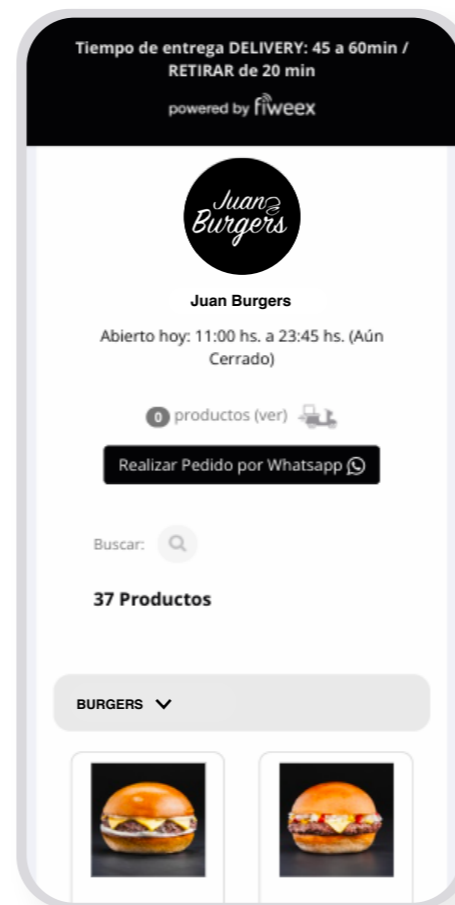 Tiempo de entrega DELIVERY: 45 a 60min /
RETIRAR de 20 min
powered by fiweex
Juan
Burgers
Juan Burgers
Abierto hoy: 11:00 hs. a 23:45 hs. (Aún
Cerrado)
0 productos (ver)
Realizar Pedido por Whatsapp
Buscar:
37 Productos
BURGERS